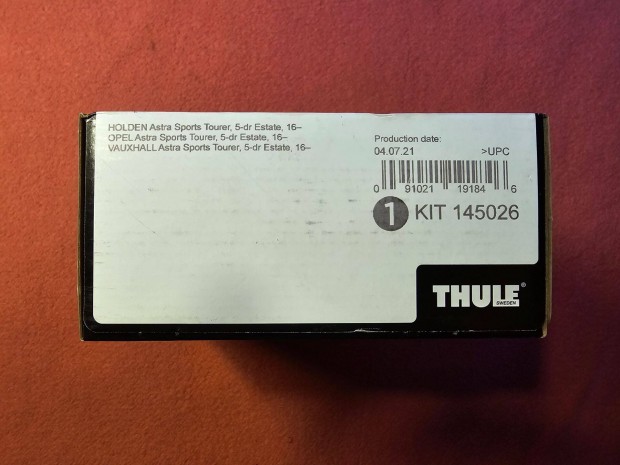 HOLDEN Astra Sports Tourer, 5-dr Estate, 16–
OPEL Astra Sports Tourer, 5-dr Estate, 16–
VAUXHALL Astra Sports Tourer, 5-dr Estate, 16–
Production date:
04.07.21 >UPC
0 91021 19184 6
1 KIT 145026
THULE®
SWEDEN